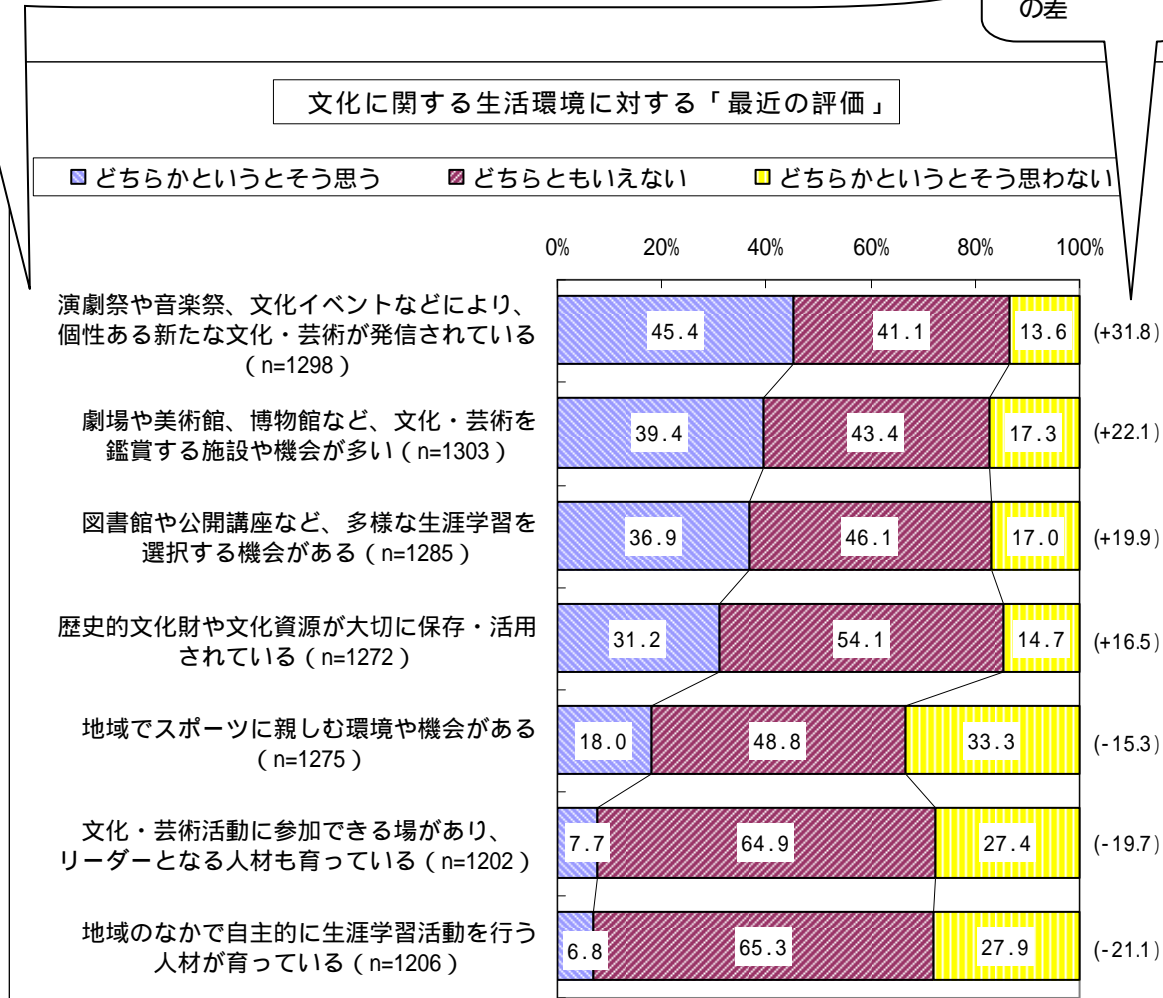 の差
文化に関する生活環境に対する「最近の評価」
どちらかというとそう思う どちらともいえない どちらかというとそう思わない
0% 20% 40% 60% 80% 100%
演劇祭や音楽祭、文化イベントなどにより、
個性ある新たな文化・芸術が発信されている
(n=1298)
45.4 41.1 13.6 (+31.8)
劇場や美術館、博物館など、文化・芸術を
鑑賞する施設や機会が多い(n=1303)
39.4 43.4 17.3 (+22.1)
図書館や公開講座など、多様な生涯学習を
選択する機会がある(n=1285)
36.9 46.1 17.0 (+19.9)
歴史的文化財や文化資源が大切に保存・活用
されている(n=1272)
31.2 54.1 14.7 (+16.5)
地域でスポーツに親しむ環境や機会がある
(n=1275)
18.0 48.8 33.3 (-15.3)
文化・芸術活動に参加できる場があり、
リーダーとなる人材も育っている(n=1202)
7.7 64.9 27.4 (-19.7)
地域のなかで自主的に生涯学習活動を行う
人材が育っている(n=1206)
6.8 65.3 27.9 (-21.1)